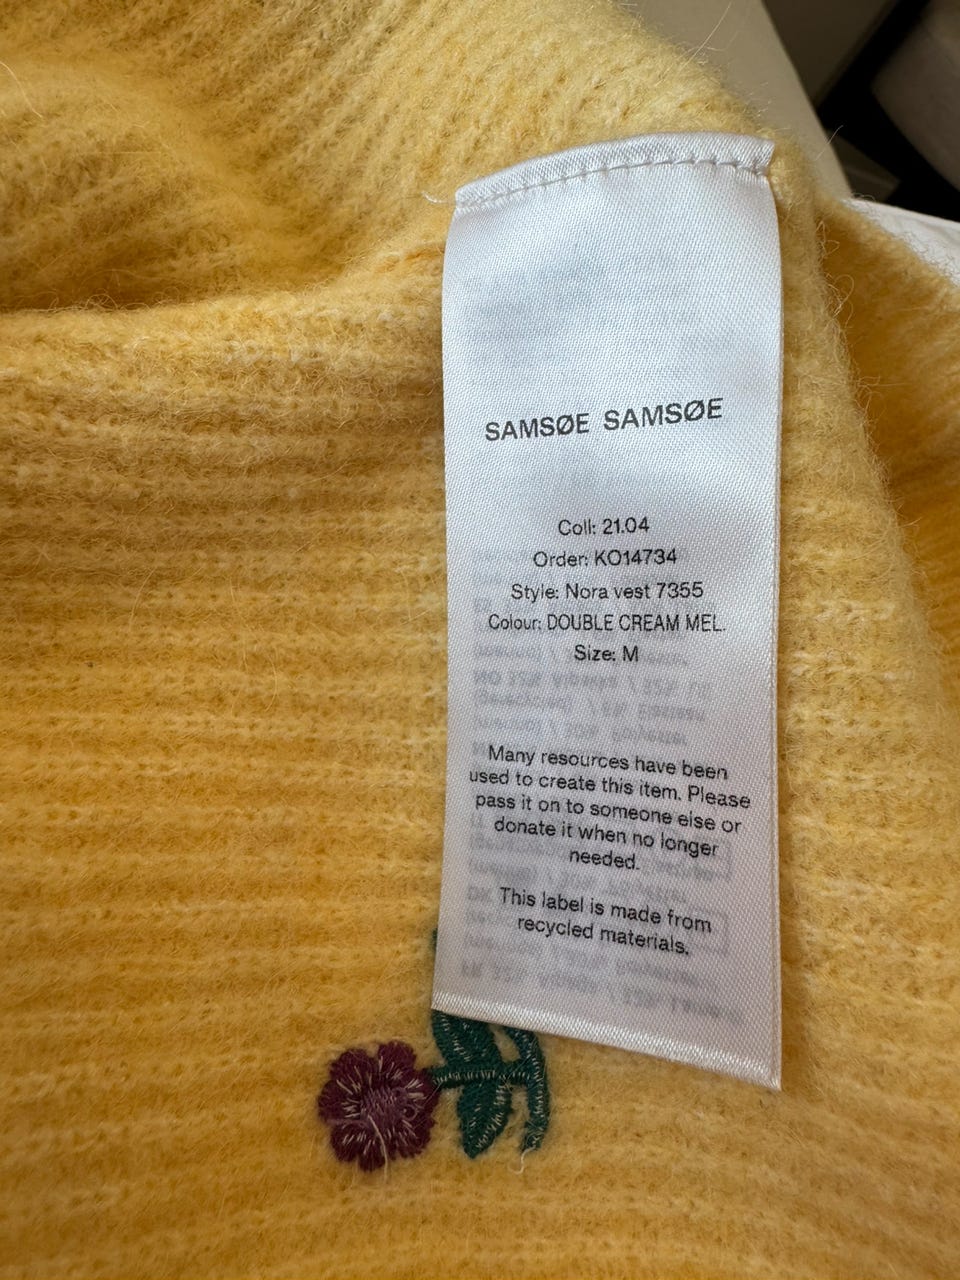 SAMSØE SAMSØE
Coll: 21.04
Order: KO14734
Style: Nora vest 7355
Colour: DOUBLE CREAM MEL.
Size: M
Many resources have been
used to create this item. Please
pass it on to someone else or
donate it when no longer
needed.
This label is made from
recycled materials.